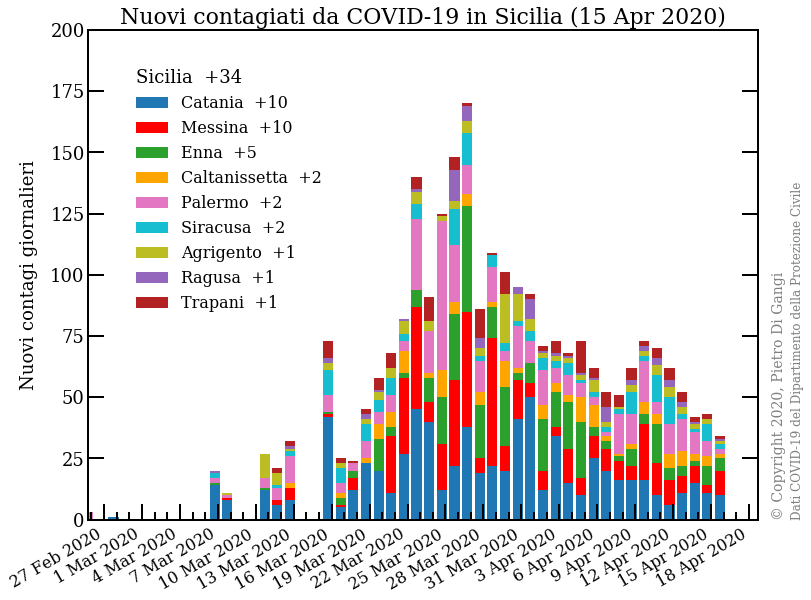 Nuovi contagiati da COVID-19 in Sicilia (15 Apr 2020)
Nuovi contagi giornalieri
200
175
150
125
100
75
50
25
0
Sicilia +34
Catania +10
Messina +10
Enna +5
Caltanissetta +2
Palermo +2
Siracusa +2
Agrigento +1
Ragusa +1
Trapani +1
27 Feb 2020
1 Mar 2020
4 Mar 2020
7 Mar 2020
10 Mar 2020
13 Mar 2020
16 Mar 2020
19 Mar 2020
22 Mar 2020
25 Mar 2020
28 Mar 2020
31 Mar 2020
3 Apr 2020
6 Apr 2020
9 Apr 2020
12 Apr 2020
15 Apr 2020
18 Apr 2020
© Copyright 2020, Pietro Di Gangi
Dati COVID-19 del Dipartimento della Protezione Civile